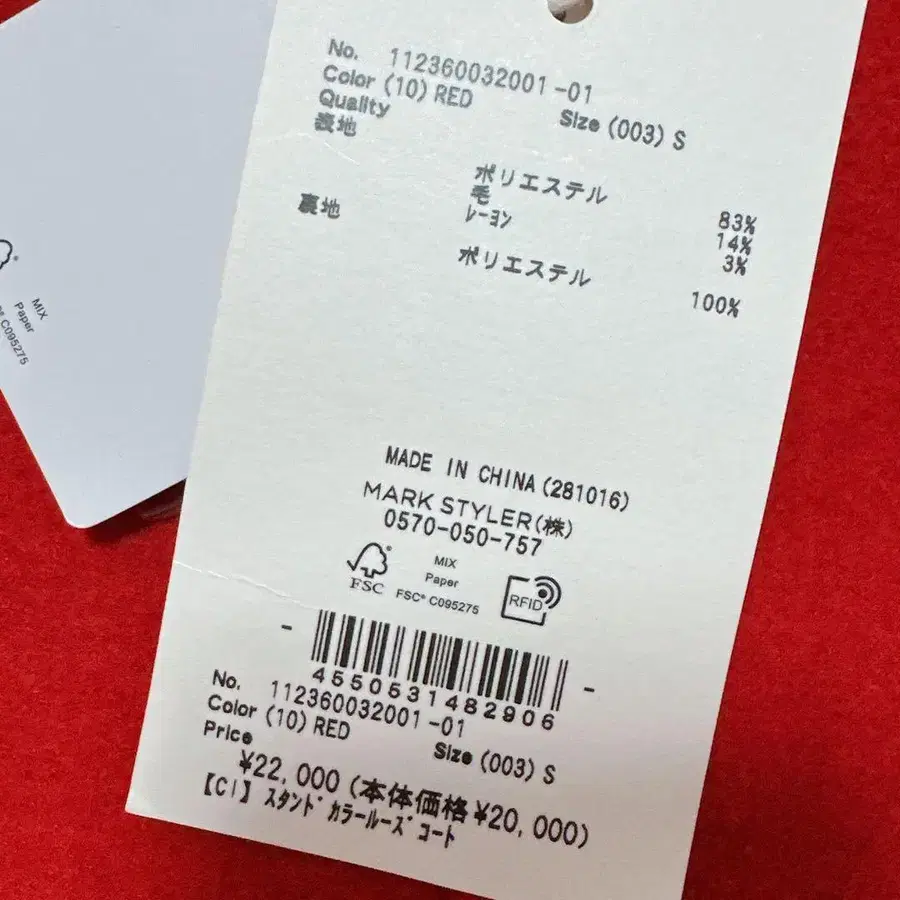 No. 112360032001-01
Color (10) RED
Size (003) S
Quality
表地
ポリエステル 83%
毛 14%
レーヨン 3%
裏地
ポリエステル 100%
MADE IN CHINA(281016)
MARK STYLER(株)
0570-050-757
FSC
MIX
Paper
FSC® C095275
RFID
4550531482906
No. 112360032001-01
Color (10) RED
Size (003) S
Price
¥22,000(本体価格¥20,000)
【CI】スタンドカラールーズコート
MIX
Paper
C095275